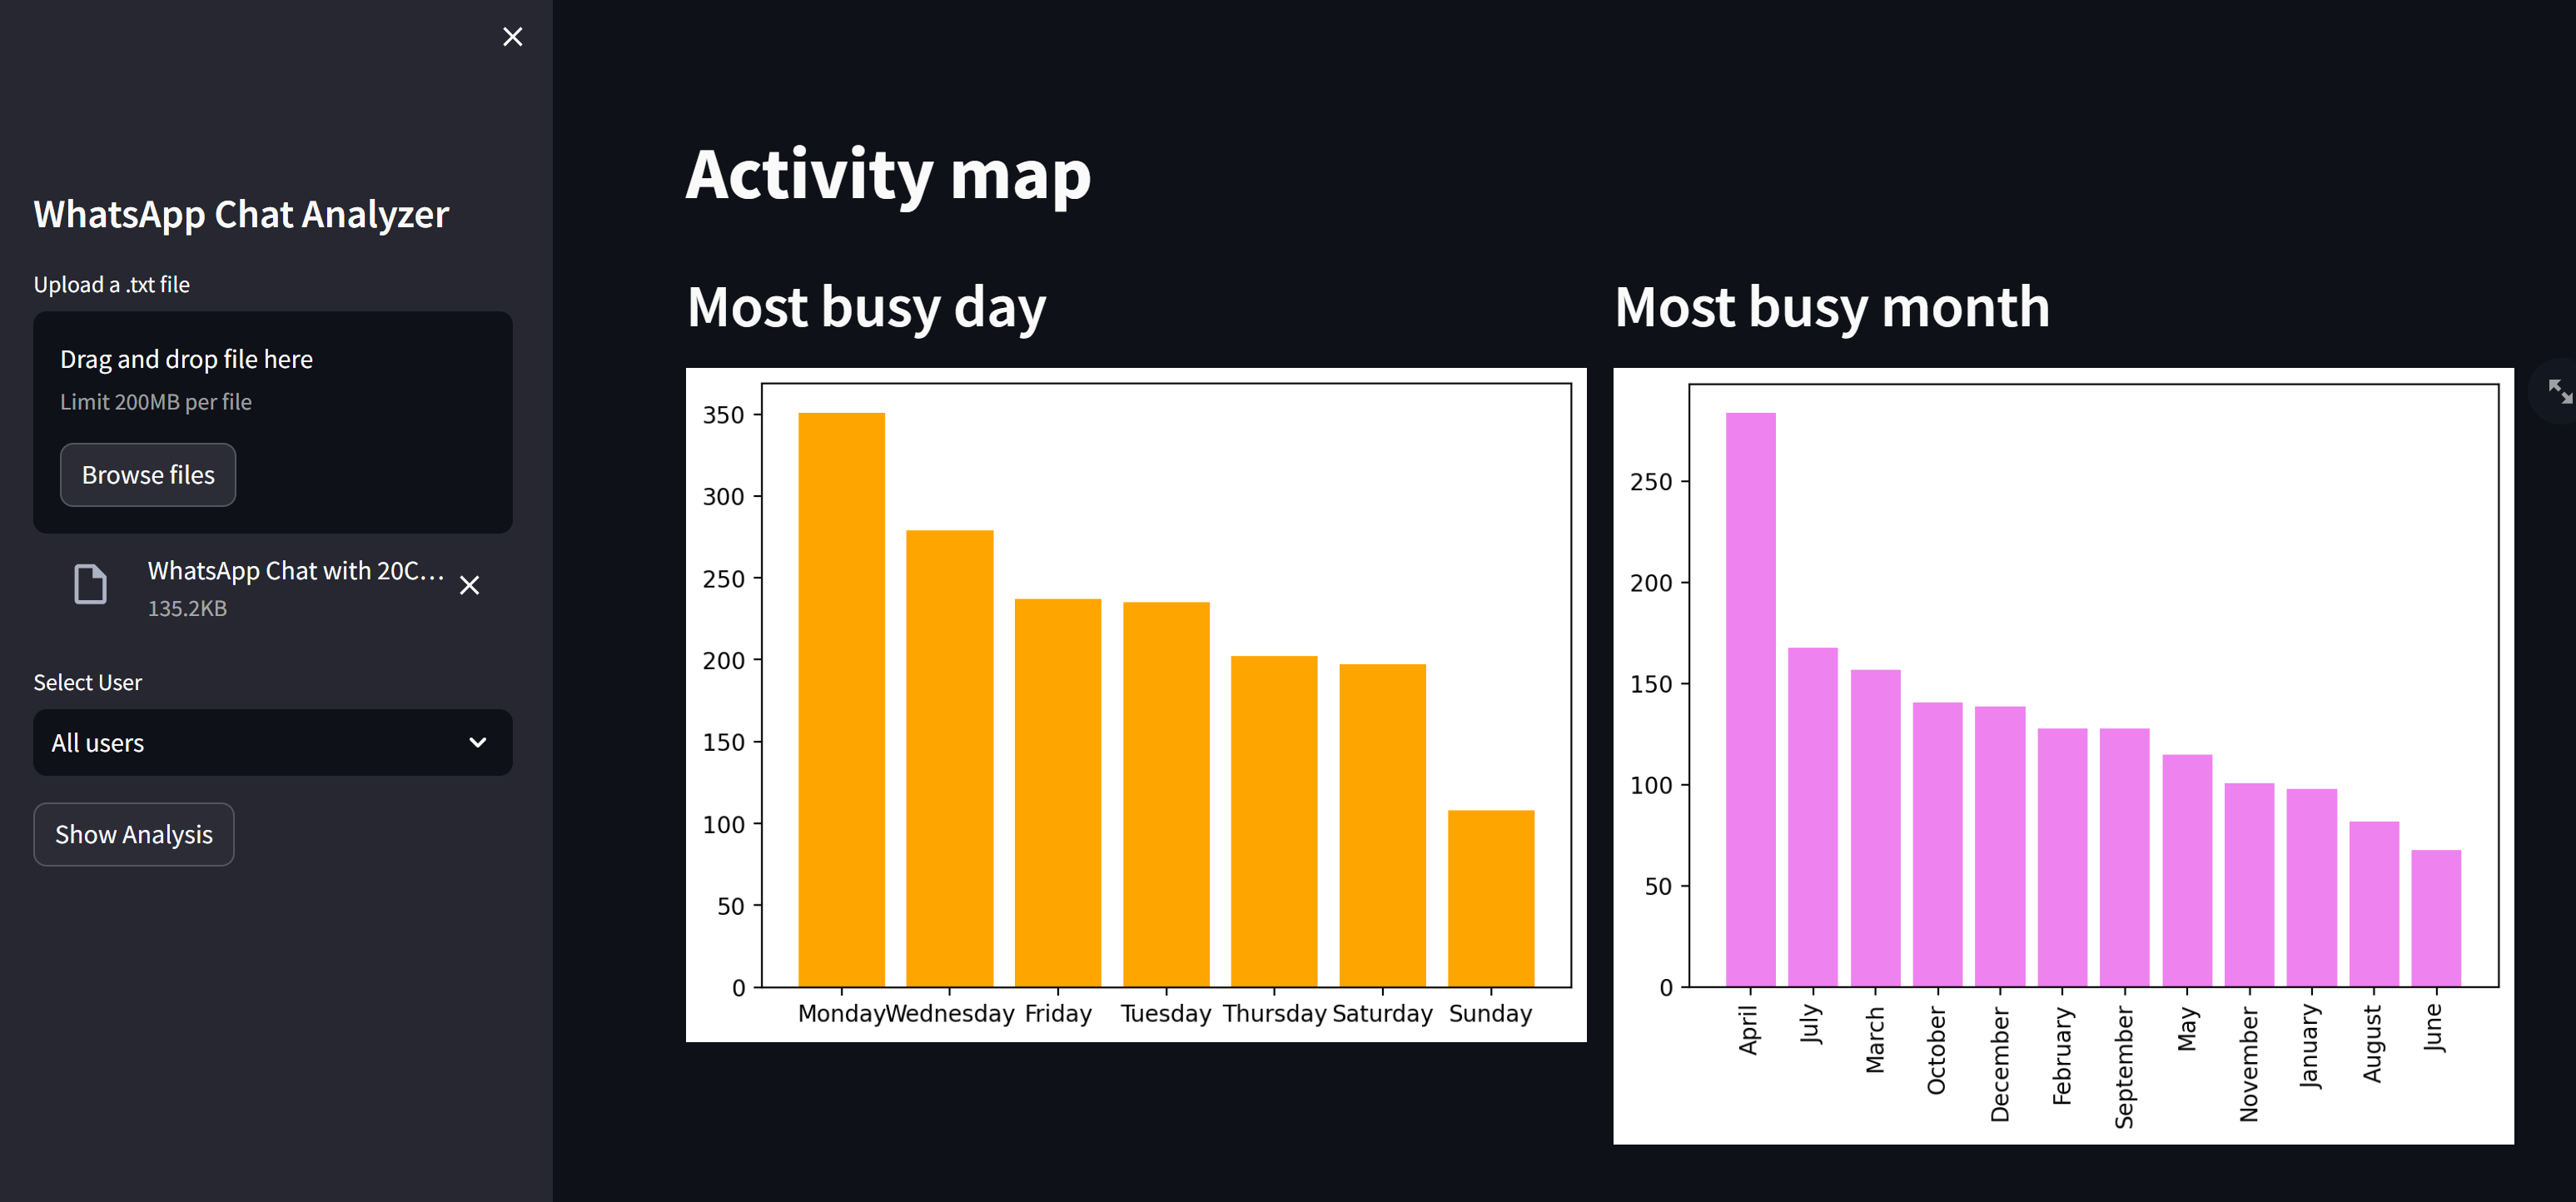 WhatsApp Chat Analyzer
Upload a .txt file
Drag and drop file here
Limit 200MB per file
Browse files
WhatsApp Chat with 20C...
135.2KB
Select User
All users
Show Analysis
Activity map
Most busy day
350
300
250
200
150
100
50
0
Monday Wednesday Friday Tuesday Thursday Saturday Sunday
Most busy month
250
200
150
100
50
0
April
July
March
October
December
February
September
May
November
January
August
June